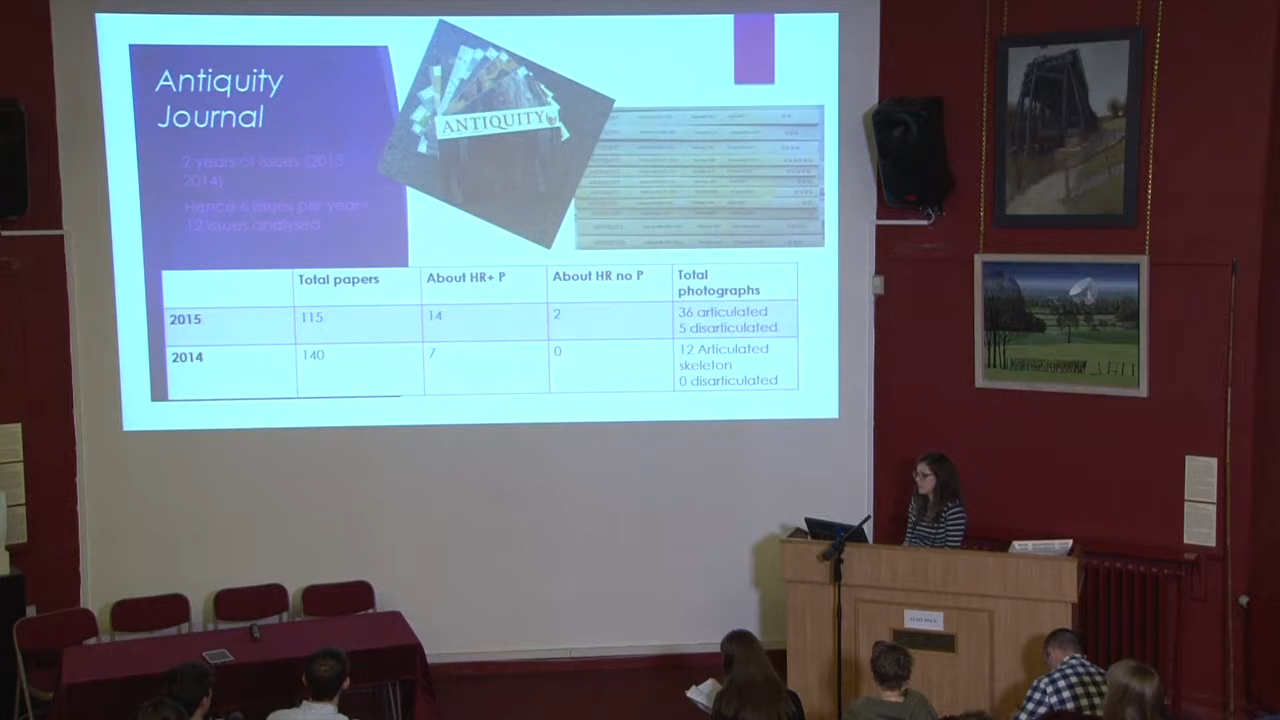 Antiquity
Journal
2 years of issues (2015
2014)
Hence 6 issues per year
12 issues analysed
ANTIQUITY
Total papers
About HR+ P
About HR no P
Total
photographs
2015
115
14
2
36 articulated
5 disarticulated
2014
140
7
0
12 Articulated
skeleton
0 disarticulated